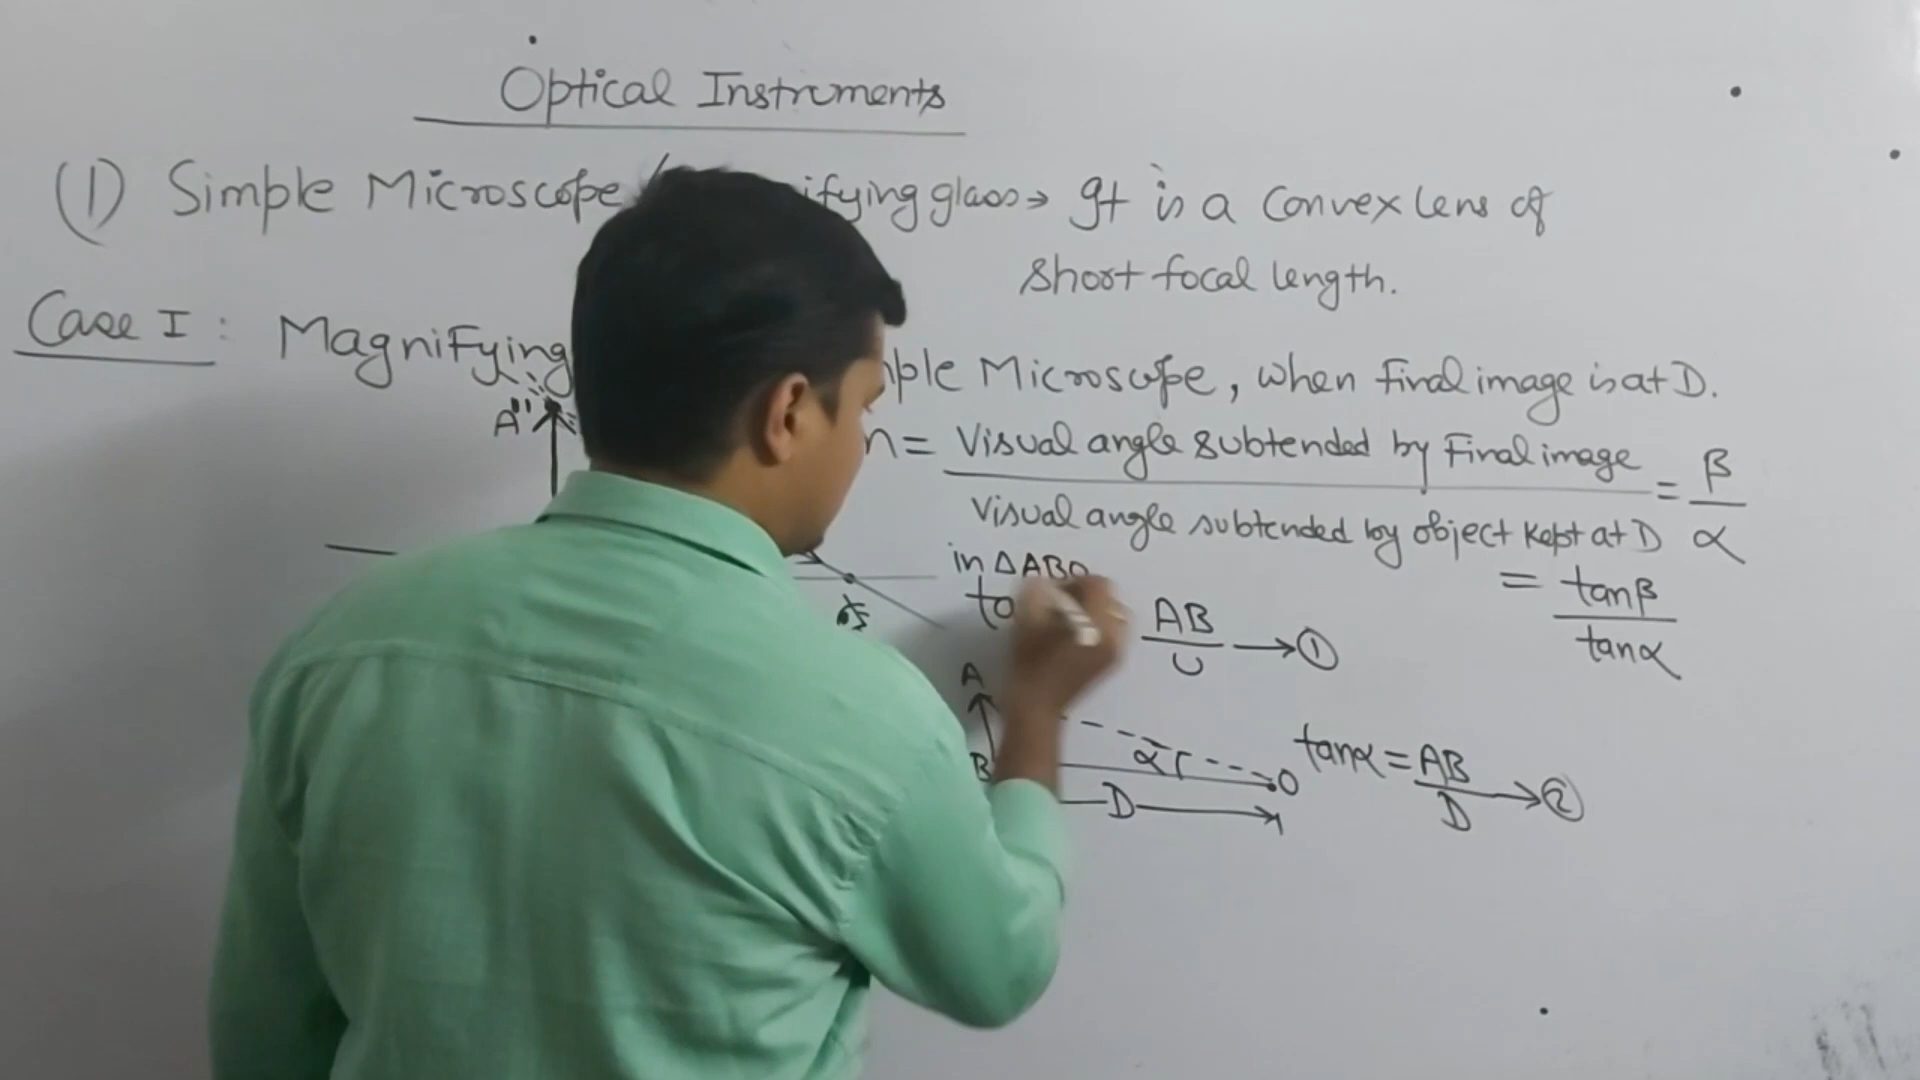 Optical Instruments
(1) Simple Microscope / ifying glass → It is a convex lens of
short focal length.
Case I : Magnifying ple Microscope, when Final image is at D.
A"
n = Visual angle subtended by Final image = β
Visual angle subtended by object kept at D α
in Δ ABO
= tanβ
tanα
AB → ①
U
A
B
α
O
D
tanα = AB → ②
D